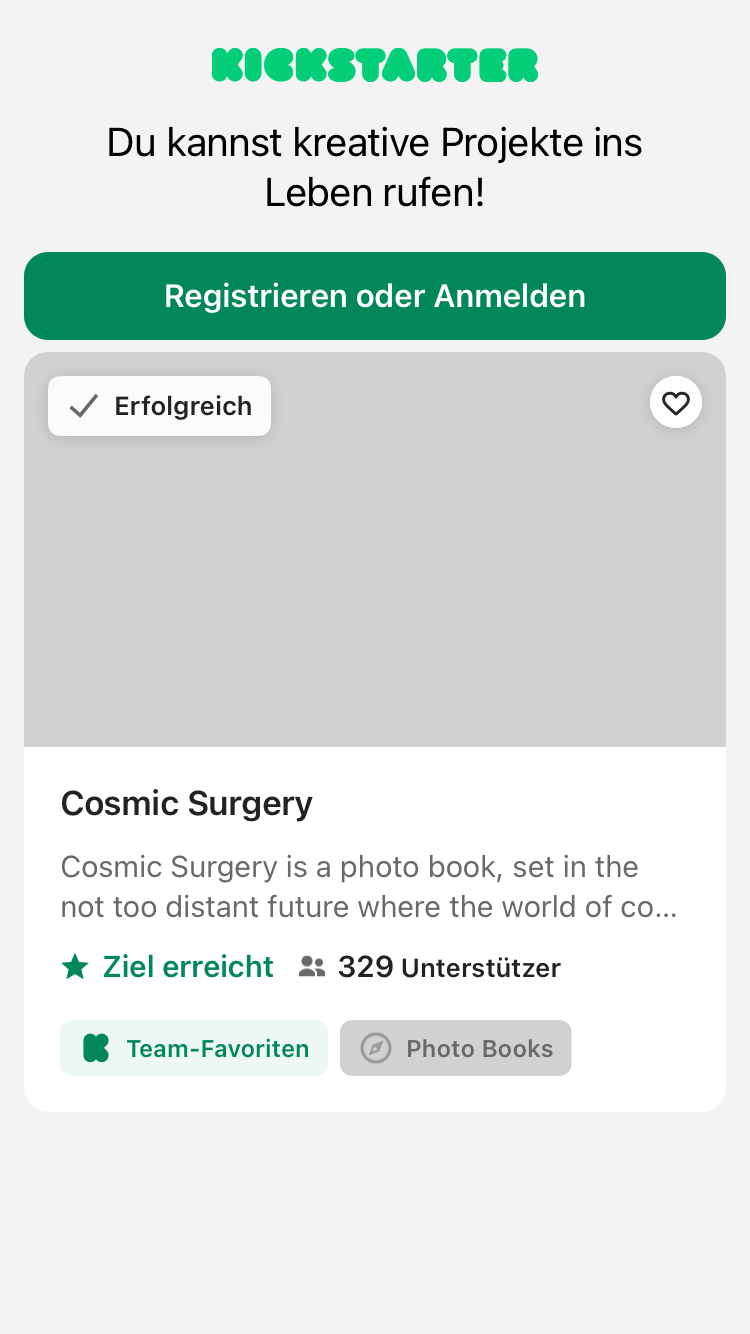 KICKSTARTER
Du kannst kreative Projekte ins
Leben rufen!
Registrieren oder Anmelden
Erfolgreich
Cosmic Surgery
Cosmic Surgery is a photo book, set in the
not too distant future where the world of co...
Ziel erreicht 329 Unterstützer
Team-Favoriten Photo Books